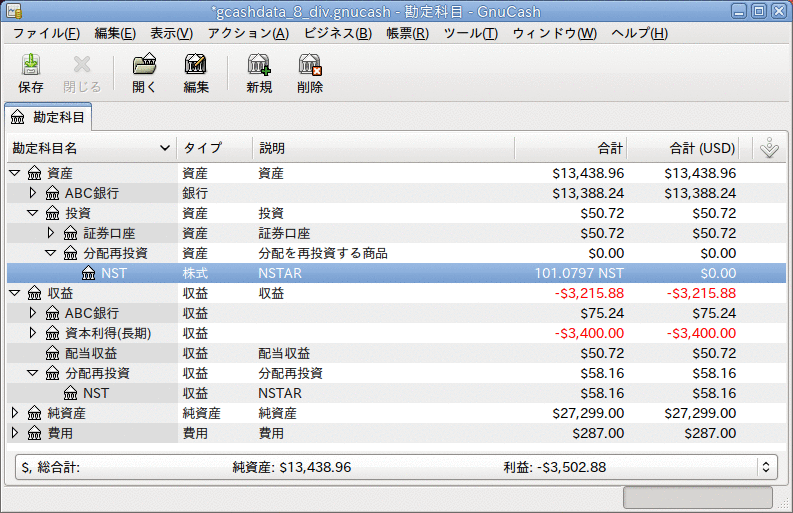 *gcashdata_8_div.gnucash - 勘定科目 - GnuCash
ファイル(F) 編集(E) 表示(V) アクション(A) ビジネス(B) 帳票(R) ツール(T) ウィンドウ(W) ヘルプ(H)
保存 閉じる 開く 編集 新規 削除
勘定科目
勘定科目名 タイプ 説明 合計 合計 (USD)
資産 資産 資産 $13,438.96 $13,438.96
ABC銀行 銀行 $13,388.24 $13,388.24
投資 資産 投資 $50.72 $50.72
証券口座 資産 証券口座 $50.72 $50.72
分配再投資 資産 分配を再投資する商品 $0.00 $0.00
NST 株式 NSTAR 101.0797 NST $0.00
収益 収益 収益 -$3,215.88 -$3,215.88
ABC銀行 収益 $75.24 $75.24
資本利得(長期) 収益 -$3,400.00 -$3,400.00
配当収益 収益 配当収益 $50.72 $50.72
分配再投資 収益 分配再投資 $58.16 $58.16
NST 収益 NSTAR $58.16 $58.16
純資産 純資産 純資産 $27,299.00 $27,299.00
費用 費用 費用 $287.00 $287.00
$, 総合計: 純資産: $13,438.96 利益: -$3,502.88